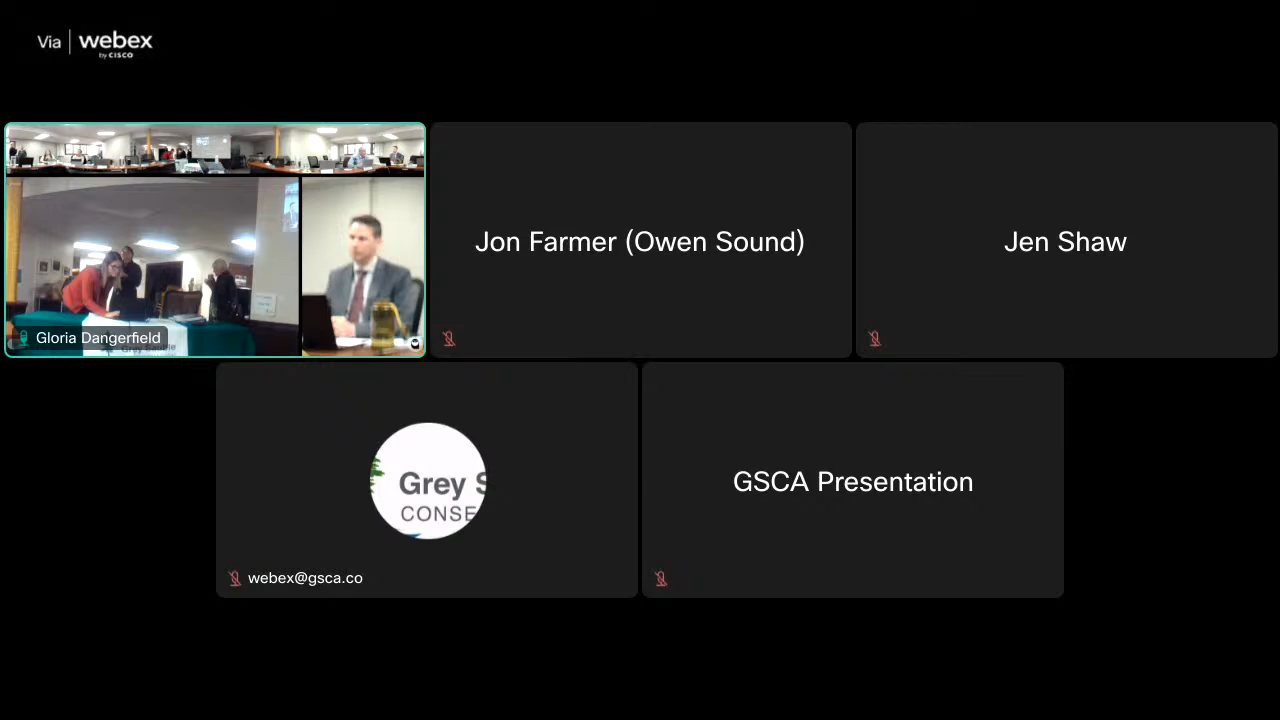 Via webex
by CISCO
Jon Farmer (Owen Sound)
Jen Shaw
Gloria Dangerfield
Grey S
CONSE
GSCA Presentation
webex@gsca.co